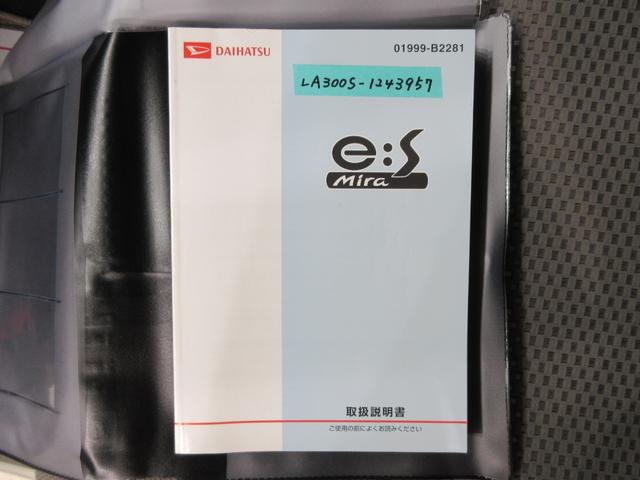 DAIHATSU
01999-B2281
LA300S-1243957
e:S
Mira
取扱説明書
ご使用の前によくお読みください